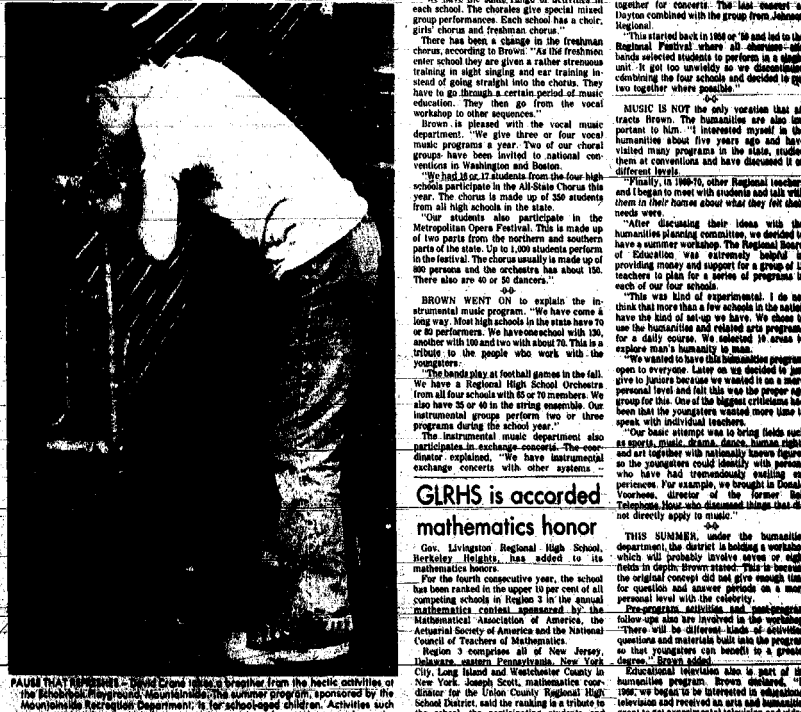 each school. The chorales give special mixed
group performances. Each school has a choir,
girls' chorus and freshman chorus."
There has been a change in the freshman
chorus, according to Brown. "As the freshmen
enter school they are given a rather strenuous
training in sight singing and ear training in-
stead of going straight into the chorus. They
have to go through a certain period of music
education. They then go from the vocal
workshop to other sequences."
Brown is pleased with the vocal music
department. "We give three or four vocal
music programs a year. Two of our choral
groups have been invited to national con-
ventions in Washington and Boston.
"We had 16 or 17 students from the four high
schools participate in the All-State Chorus this
year. The chorus is made up of 350 students
from all high schools in the state.
"Our students also participate in the
Metropolitan Opera Festival. This is made up
of two parts from the northern and southern
parts of the state. Up to 1,000 students perform
in the festival. The chorus usually is made up of
800 persons and the orchestra has about 150.
There also are 40 or 50 dancers."
BROWN WENT ON to explain the in-
strumental music program. "We have come a
long way. Most high schools in the state have 70
or 80 performers. We have one school with 130,
another with 100 and two with about 70. This is a
tribute to the people who work with the
youngsters.
"The bands play at football games in the fall.
We have a Regional High School Orchestra
from all four schools with 65 or 70 members. We
also have 35 or 40 in the string ensemble. Our
instrumental groups perform two or three
programs during the school year."
The instrumental music department also
participates in exchange concerts. The coor-
dinator explained, "We have instrumental
exchange concerts with other systems -
GLRHS is accorded
mathematics honor
Gov. Livingston Regional High School,
Berkeley Heights, has added to its
mathematics honors.
For the fourth consecutive year, the school
has been ranked in the upper 10 per cent of all
competing schools in Region 3 in the annual
mathematics contest sponsored by the
Mathematical Association of America, the
Actuarial Society of America and the National
Council of Teachers of Mathematics.
Region 3 comprises all of New Jersey,
Delaware, eastern Pennsylvania, New York
City, Long Island and Westchester County in
New York. Joseph Scott, mathematics coor-
dinator for the Union County Regional High
School District, said the ranking is a tribute to
together for concerts. The last concert
Dayton combined with the group from Johnson
Regional.
"This started back in 1958 or '59 and led to the
Regional Festival where all choruses
bands selected students to perform in a single
unit. It got too unwieldy so we
combining the four schools and decided to
two together where possible."
MUSIC IS NOT the only vocation that
tracts Brown. The humanities are also im
portant to him. "I interested myself in the
humanities about five years ago and have
visited many programs in the state,
them at conventions and have discussed it
different levels.
"Finally, in 1969-70, other Regional
and I began to meet with students and talk
them in their homes about what they felt their
needs were.
"After discussing their ideas with the
humanities planning committee, we decided to
have a summer workshop. The Regional Board
of Education was extremely helpful
providing money and support for a group of
teachers to plan for a series of programs
each of our four schools.
"This was kind of experimental. I do not
think that more than a few schools in the nation
have the kind of set-up we have. We chose
use the humanities and related arts program
for a daily course. We selected 10 areas
explore man's humanity to man.
"We wanted to have this humanities program
open to everyone. Later on we decided to just
give to juniors because we wanted it on a more
personal level and felt this was the proper age
group for this. One of the biggest criticisms has
been that the youngsters wanted more time
speak with individual teachers.
"Our basic attempt was to bring fields such
as sports, music, drama, dance, human rights
and art together with nationally known figures
so the youngsters could identify with persons
who have had tremendously exciting ex
periences. For example, we brought in Donald
Voorhees, director of the former
Telephone Hour who discussed things that
not directly apply to music."
THIS SUMMER, under the humanities
department, the district is holding a workshop
which will probably involve seven or eight
fields in depth, Brown stated. This is because
the original concept did not give enough time
for question and answer periods on a more
personal level with the celebrity.
Pre-program activities and post-program
follow-ups also are involved in the workshop
"There will be different kinds of activities
questions and materials built into the program
so that youngsters can benefit to a greater
degree," Brown added.
Educational television also is part of
humanities program. Brown declared,
1966, we began to be interested in educational
television and received an arts and humanities
PAUSE THAT REFRESHES - David Crane takes a breather from the hectic activities at
the Echobrook Playground, Mountainside. The summer program, sponsored by the
Mountainside Recreation Department, is for school-aged children. Activities such